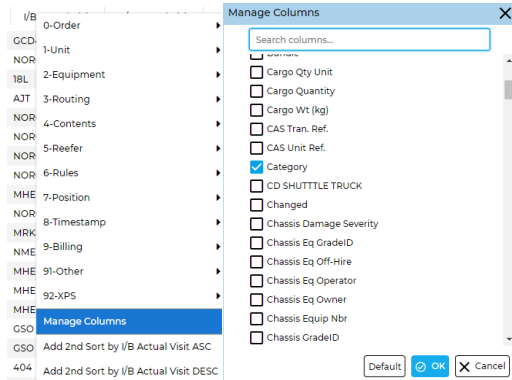 I/B
GCD
NOR
18L
AJT
NOR
NOR
NOR
NOR
MHE
NOR
MRK
NME
MHE
MHE
MHE
GSO
GSO
404
0-Order
1-Unit
2-Equipment
3-Routing
4-Contents
5-Reefer
6-Rules
7-Position
8-Timestamp
9-Billing
91-Other
92-XPS
Manage Columns
Add 2nd Sort by I/B Actual Visit ASC
Add 2nd Sort by I/B Actual Visit DESC
Manage Columns
Search columns...
Bundle
Cargo Qty Unit
Cargo Quantity
Cargo Wt (kg)
CAS Tran. Ref.
CAS Unit Ref.
Category
CD SHUTTTLE TRUCK
Changed
Chassis Damage Severity
Chassis Eq GradeID
Chassis Eq Off-Hire
Chassis Eq Operator
Chassis Eq Owner
Chassis Equip Nbr
Chassis GradeID
Default
OK
Cancel